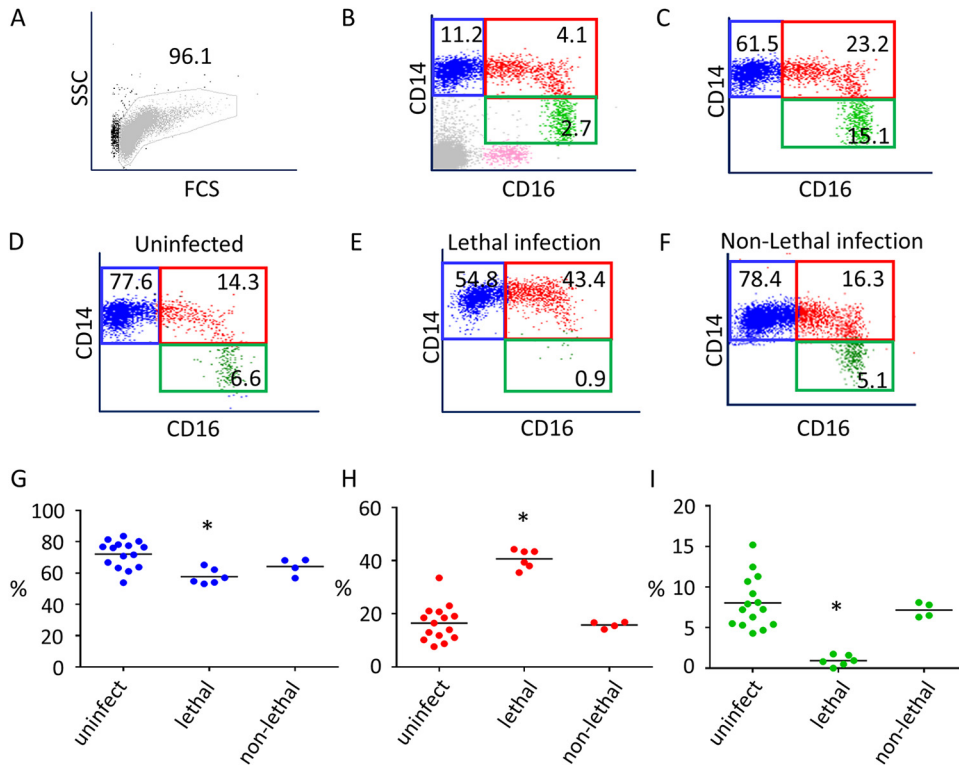 A
96.1
SSC
FCS
B
11.2 4.1
CD14
2.7
CD16
C
61.5 23.2
CD14
15.1
CD16
D Uninfected
77.6 14.3
CD14
6.6
CD16
E Lethal infection
54.8 43.4
CD14
0.9
CD16
F Non-Lethal infection
78.4 16.3
CD14
5.1
CD16
G
100
80
60
40
20
0
%
*
uninfect lethal non-lethal
H
60
40
20
0
%
*
uninfect lethal non-lethal
I
20
15
10
5
0
%
*
uninfect lethal non-lethal